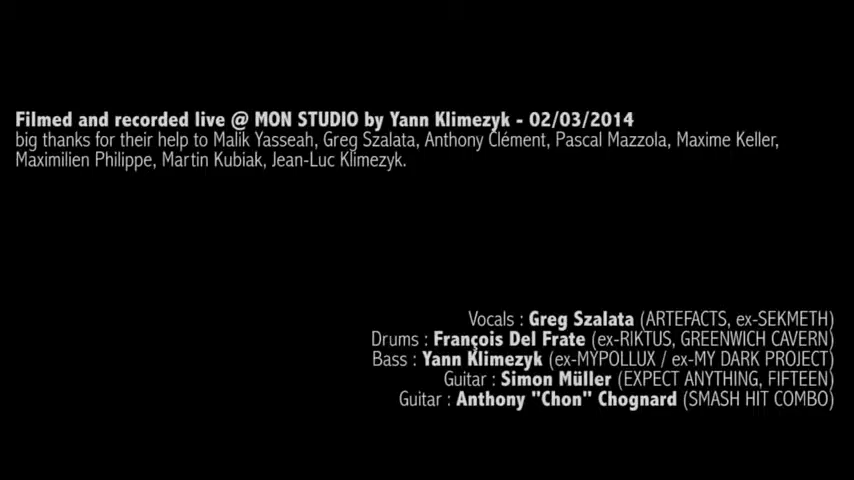 Filmed and recorded live @ MON STUDIO by Yann Klimezyk - 02/03/2014
big thanks for their help to Malik Yasseah, Greg Szalata, Anthony Clément, Pascal Mazzola, Maxime Keller,
Maximilien Philippe, Martin Kubiak, Jean-Luc Klimezyk.
Vocals : Greg Szalata (ARTEFACTS, ex-SEKMETH)
Drums : François Del Frate (ex-RIKTUS, GREENWICH CAVERN)
Bass : Yann Klimezyk (ex-MYPOLLUX / ex-MY DARK PROJECT)
Guitar : Simon Müller (EXPECT ANYTHING, FIFTEEN)
Guitar : Anthony "Chon" Chognard (SMASH HIT COMBO)